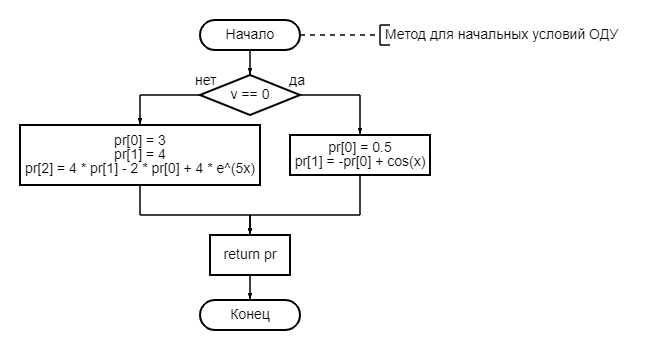 Начало
Метод для начальных условий ОДУ
нет
да
v == 0
pr[0] = 3
pr[1] = 4
pr[2] = 4 * pr[1] - 2 * pr[0] + 4 * e^(5x)
pr[0] = 0.5
pr[1] = -pr[0] + cos(x)
return pr
Конец